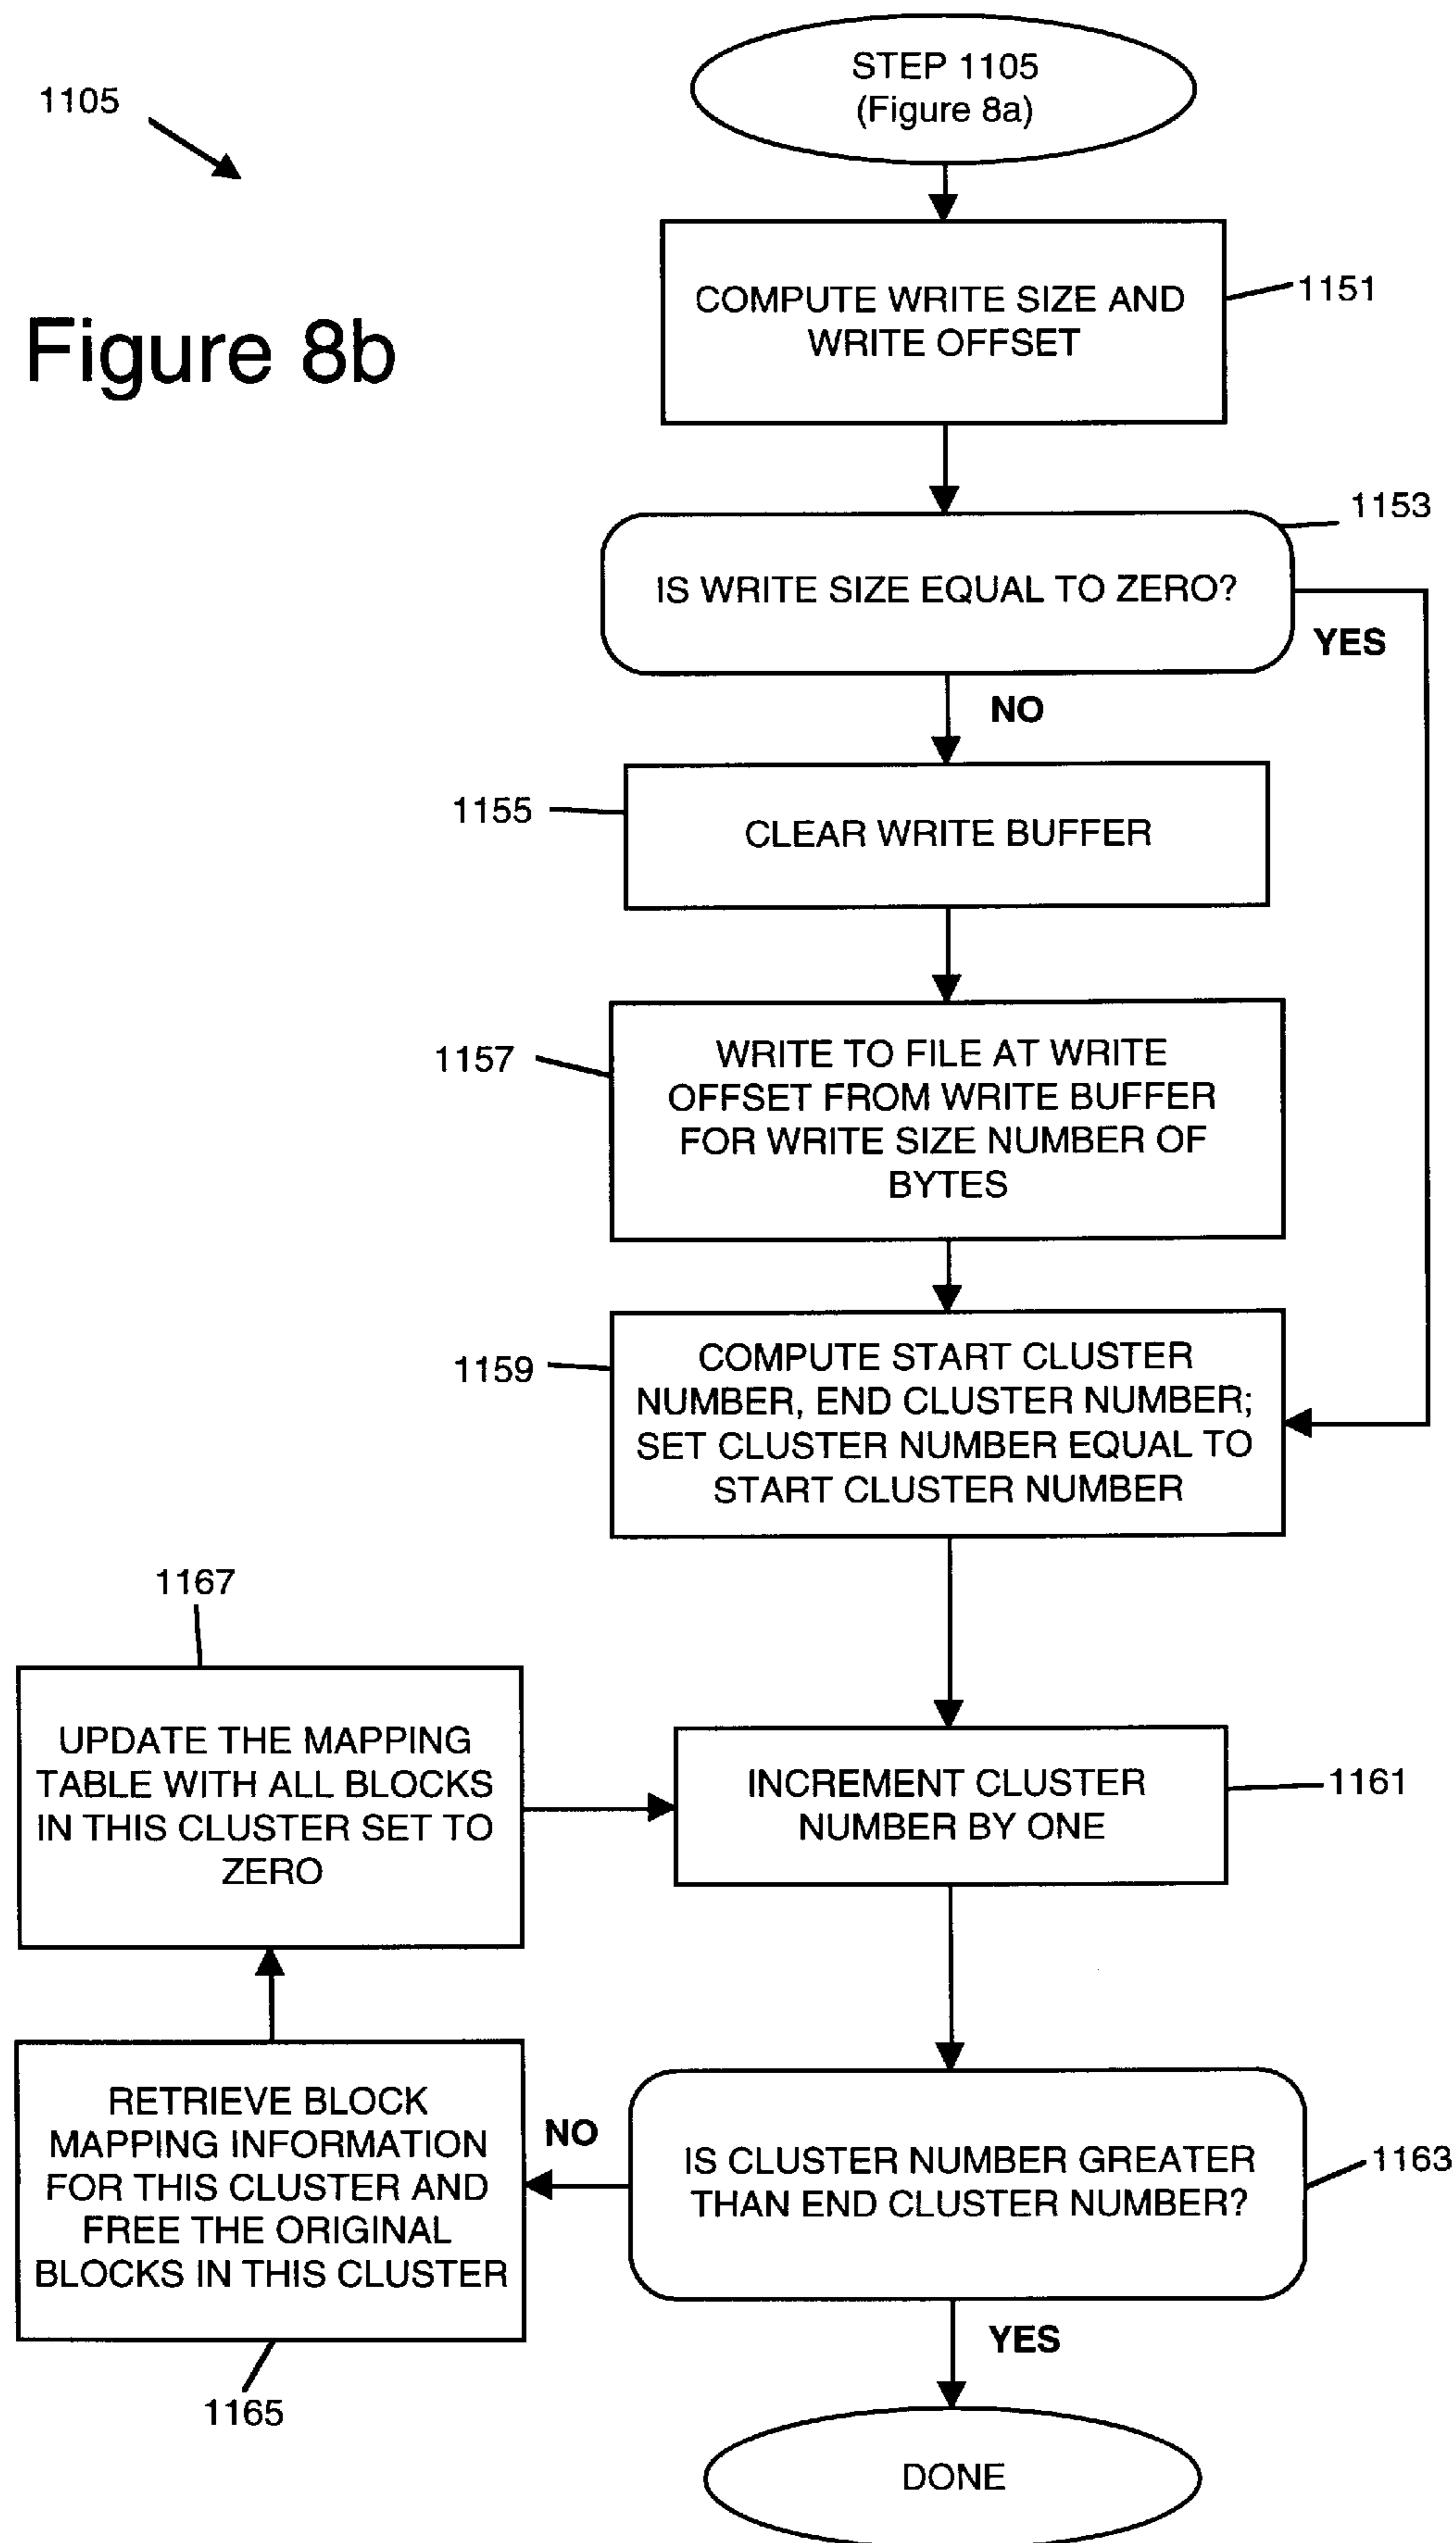 1105
STEP 1105
(Figure 8a)
Figure 8b
COMPUTE WRITE SIZE AND
WRITE OFFSET
1151
1153
IS WRITE SIZE EQUAL TO ZERO?
YES
NO
1155
CLEAR WRITE BUFFER
1157
WRITE TO FILE AT WRITE
OFFSET FROM WRITE BUFFER
FOR WRITE SIZE NUMBER OF
BYTES
1159
COMPUTE START CLUSTER
NUMBER, END CLUSTER NUMBER;
SET CLUSTER NUMBER EQUAL TO
START CLUSTER NUMBER
1167
UPDATE THE MAPPING
TABLE WITH ALL BLOCKS
IN THIS CLUSTER SET TO
ZERO
INCREMENT CLUSTER
NUMBER BY ONE
1161
RETRIEVE BLOCK
MAPPING INFORMATION
FOR THIS CLUSTER AND
FREE THE ORIGINAL
BLOCKS IN THIS CLUSTER
NO
IS CLUSTER NUMBER GREATER
THAN END CLUSTER NUMBER?
1163
YES
1165
DONE